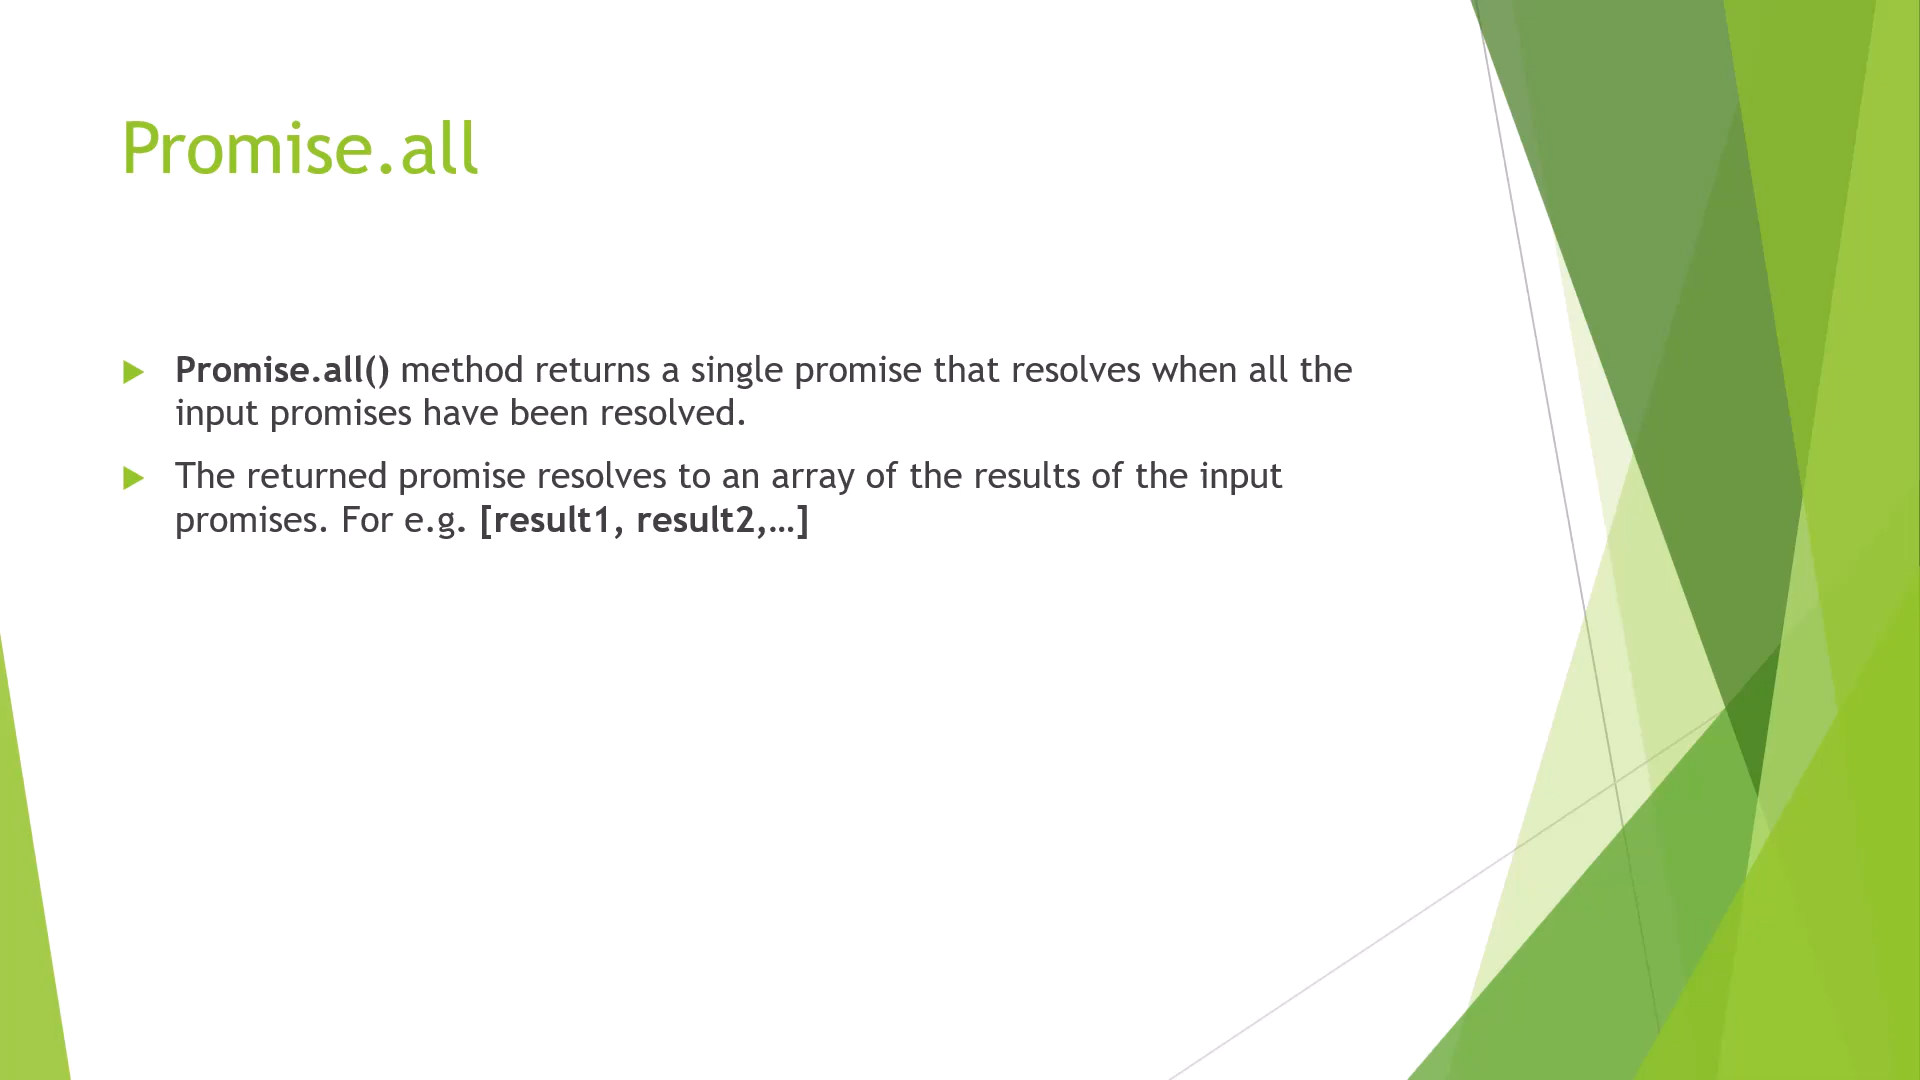 Promise.all
Promise.all() method returns a single promise that resolves when all the
input promises have been resolved.
The returned promise resolves to an array of the results of the input
promises. For e.g. [result1, result2,…]